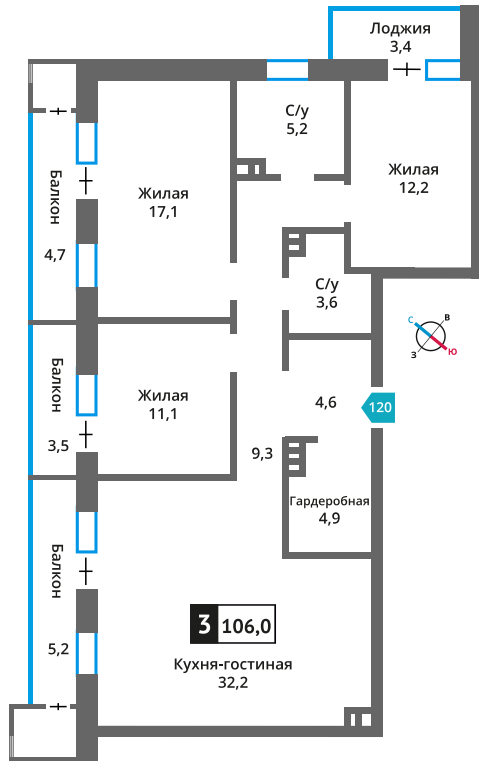 Лоджия
3,4
С/у
5,2
Жилая
12,2
Жилая
17,1
Балкон
4,7
С/у
3,6
С
В
З
Ю
Жилая
11,1
Балкон
3,5
4,6
120
9,3
Гардеробная
4,9
Балкон
5,2
3 106,0
Кухня-гостиная
32,2